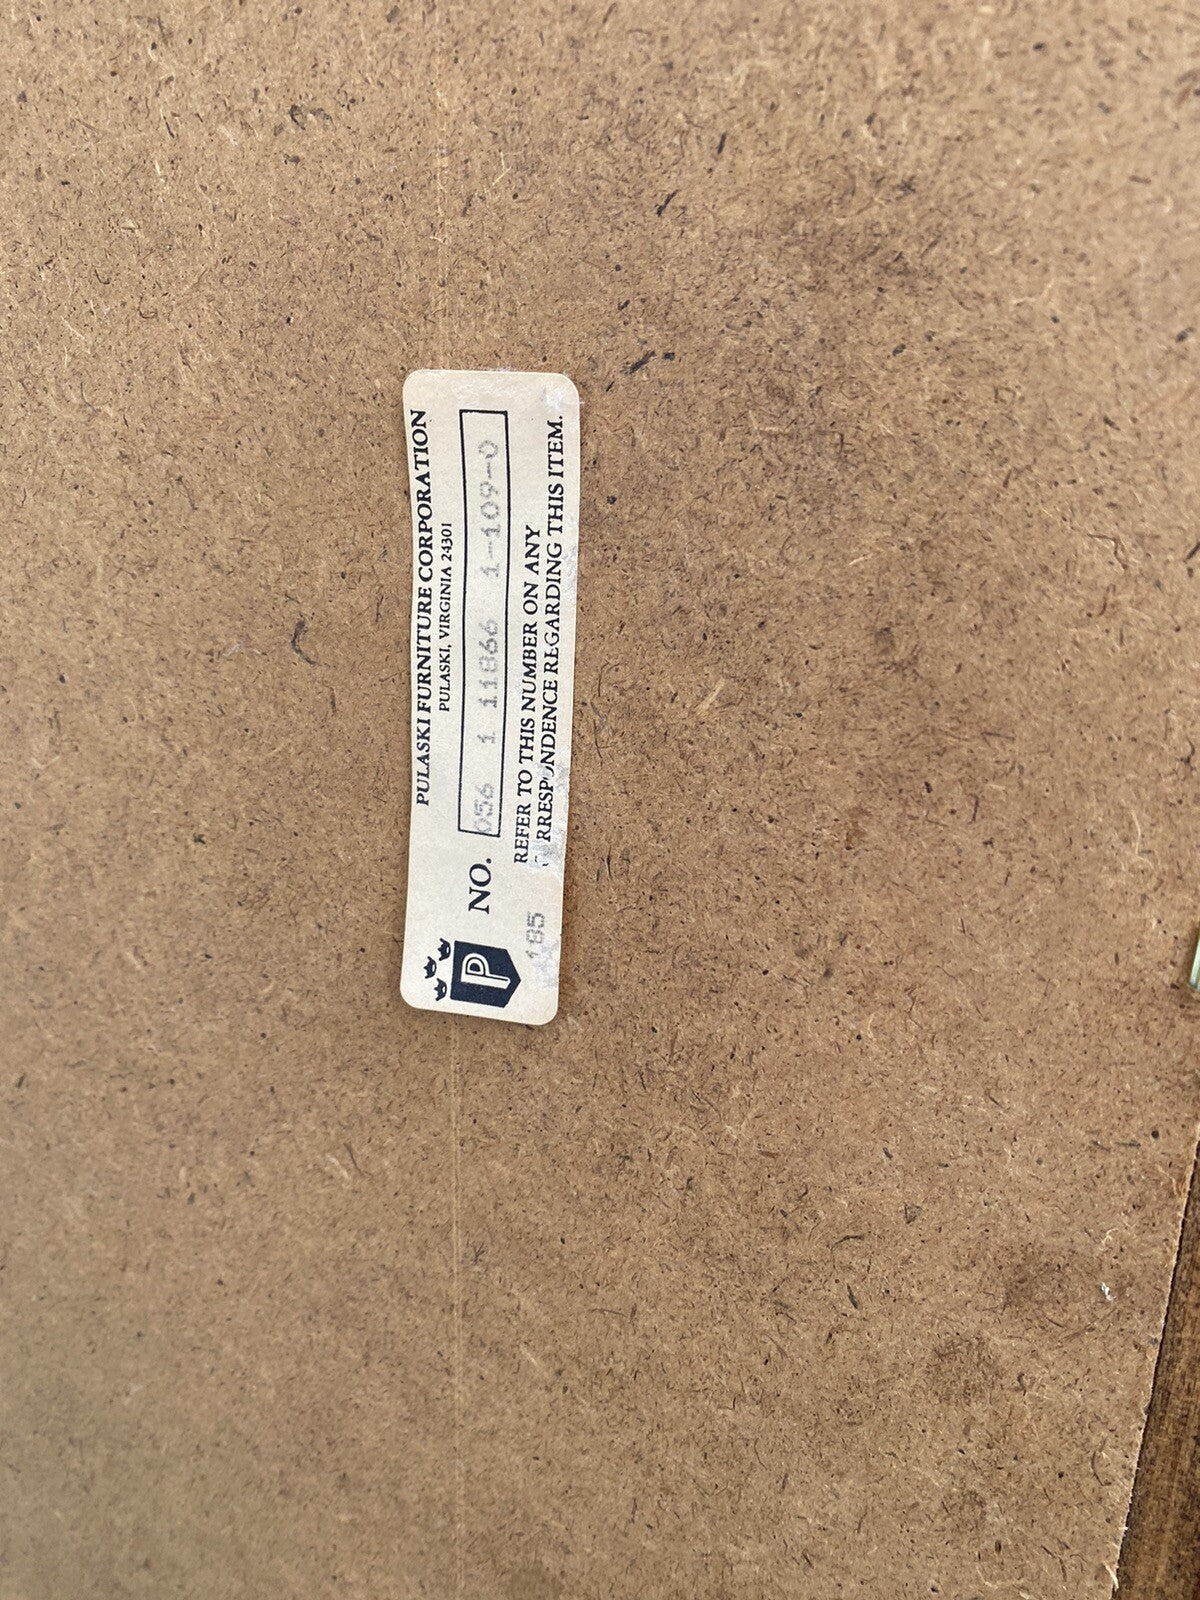 PULASKI FURNITURE CORPORATION
PULASKI, VIRGINIA 24301
NO. 056 1 11866 1-109-0
REFER TO THIS NUMBER ON ANY
C RRESPONDENCE REGARDING THIS ITEM.
P
185